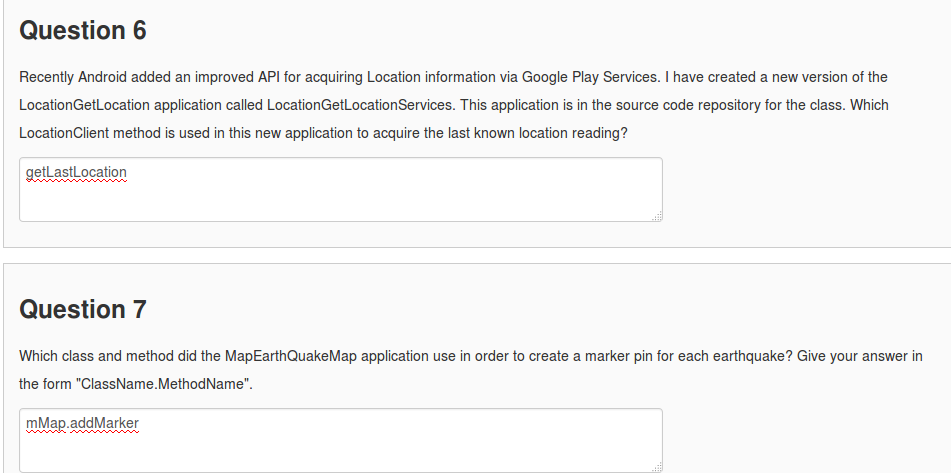 Question 6
Recently Android added an improved API for acquiring Location information via Google Play Services. I have created a new version of the
LocationGetLocation application called LocationGetLocationServices. This application is in the source code repository for the class. Which
LocationClient method is used in this new application to acquire the last known location reading?
getLastLocation
Question 7
Which class and method did the MapEarthQuakeMap application use in order to create a marker pin for each earthquake? Give your answer in
the form "ClassName.MethodName".
mMap.addMarker